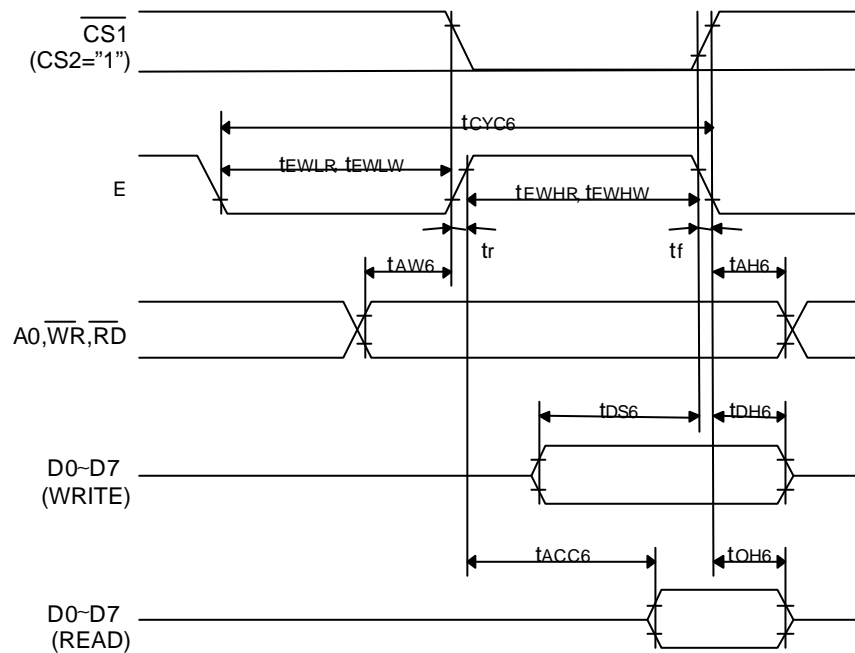 CS1
(CS2="1")
tCYC6
E
tEWLR, tEWLW
tEWHR, tEWHW
tr
tf
tAW6
tAH6
A0,WR,RD
tDS6
tDH6
D0~D7
(WRITE)
tACC6
tOH6
D0~D7
(READ)